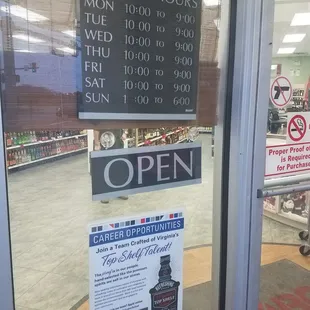 HOURS
MON 10:00 to 9:00
TUE 10:00 to 9:00
WED 10:00 to 9:00
THU 10:00 to 9:00
FRI 10:00 to 9:00
SAT 10:00 to 9:00
SUN 1:00 to 6:00
OPEN
Proper Proof of
is Required
for Purchase
CAREER OPPORTUNITIES
Join a Team Crafted of Virginia's
Top Shelf Talent!
TOP SHELF